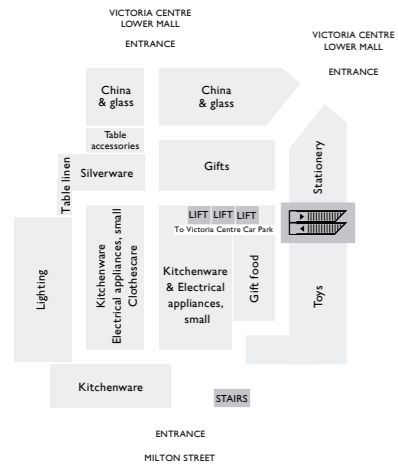 VICTORIA CENTRE
LOWER MALL
ENTRANCE
VICTORIA CENTRE
LOWER MALL
ENTRANCE
China
& glass
China
& glass
Table
accessories
Table linen
Silverware
Gifts
Stationery
LIFT LIFT LIFT
To Victoria Centre Car Park
Lighting
Kitchenware
Electrical appliances, small
Clothescare
Kitchenware
& Electrical
appliances,
small
Gift food
Toys
Kitchenware
STAIRS
ENTRANCE
MILTON STREET